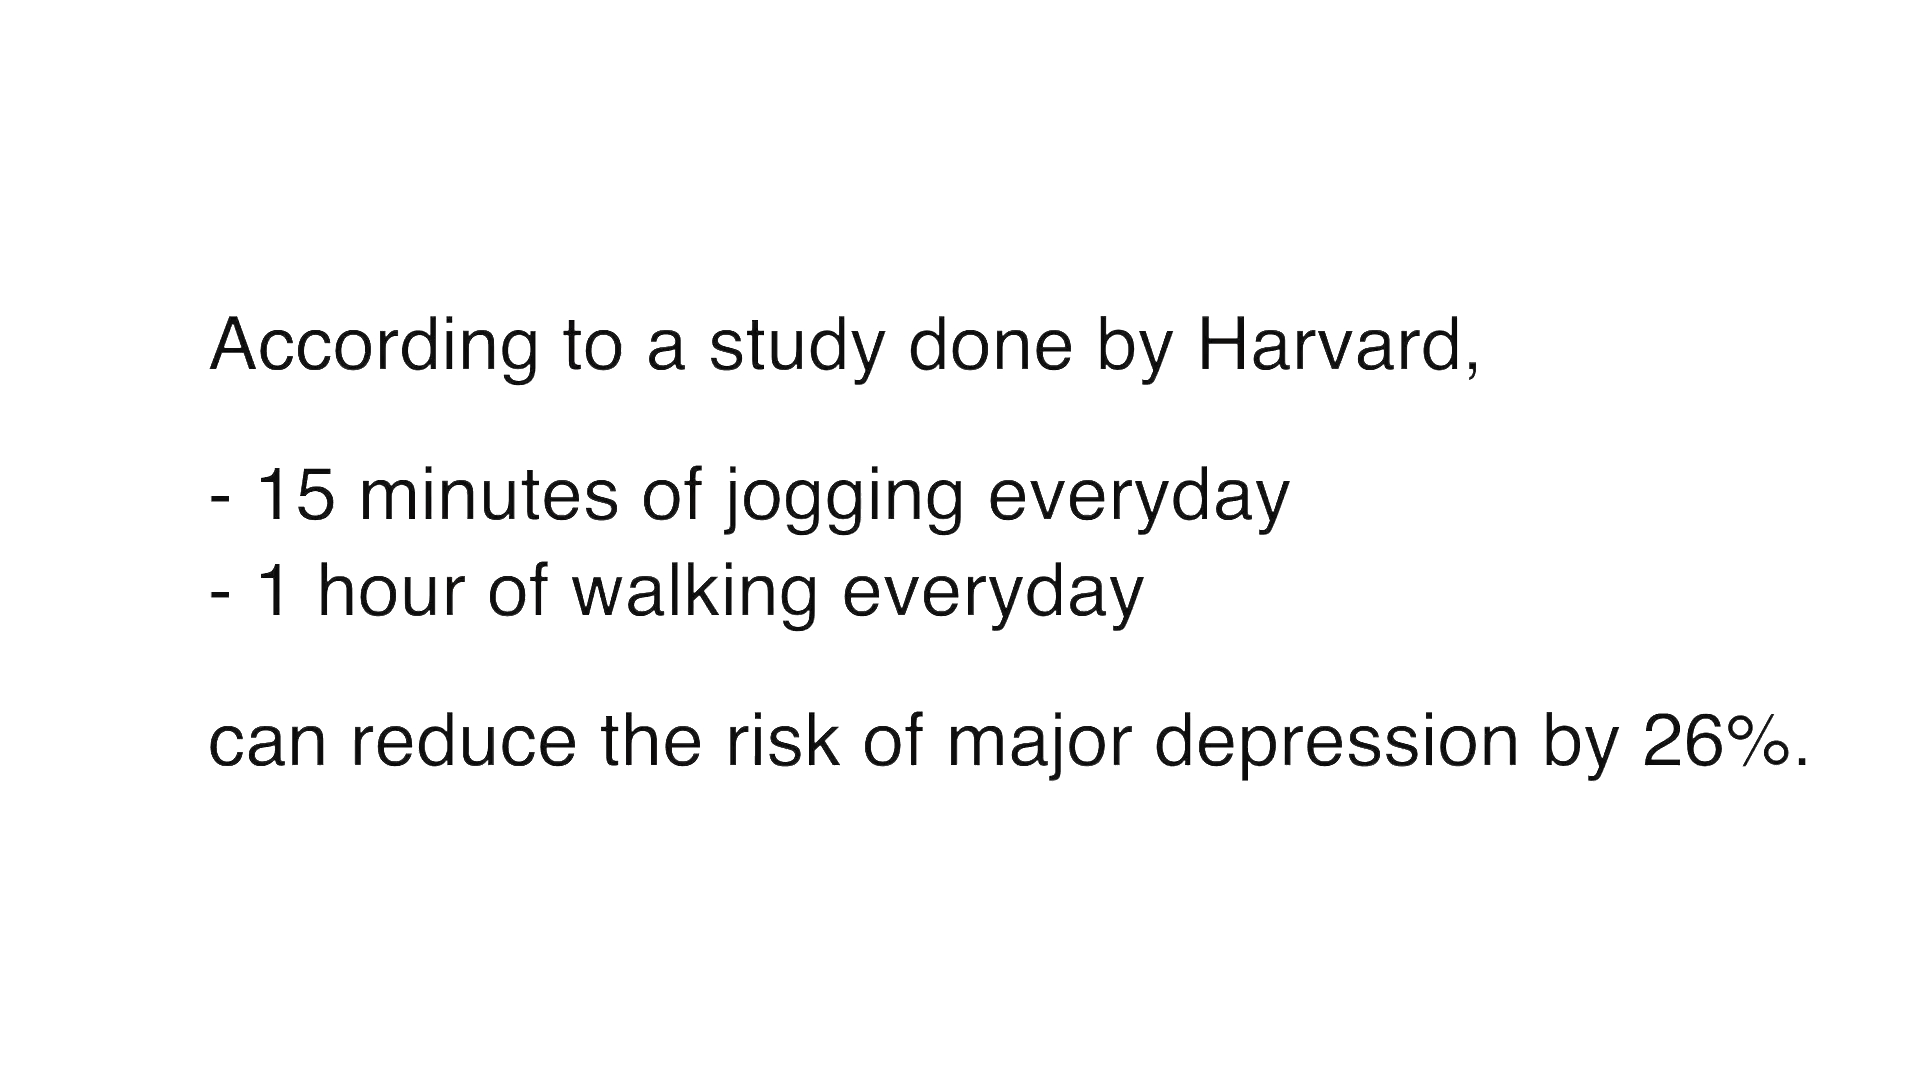 According to a study done by Harvard,
- 15 minutes of jogging everyday
- 1 hour of walking everyday
can reduce the risk of major depression by 26%.